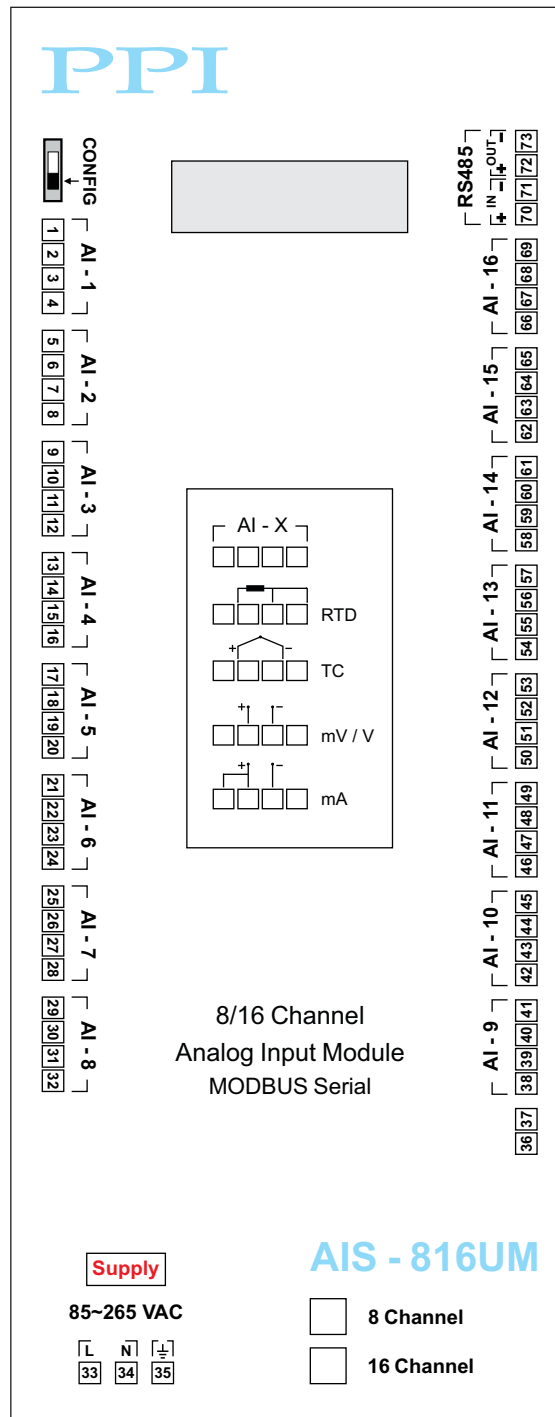 PPI
CONFIG
1 2 3 4
AI - 1
5 6 7 8
AI - 2
9 10 11 12
AI - 3
13 14 15 16
AI - 4
17 18 19 20
AI - 5
21 22 23 24
AI - 6
25 26 27 28
AI - 7
29 30 31 32
AI - 8
RS485
+ IN − + OUT −
70 71 72 73
AI - 16
66 67 68 69
AI - 15
62 63 64 65
AI - 14
58 59 60 61
AI - 13
54 55 56 57
AI - 12
50 51 52 53
AI - 11
46 47 48 49
AI - 10
42 43 44 45
AI - 9
38 39 40 41
36 37
AI - X
RTD
+ − TC
+ − mV / V
+ − mA
8/16 Channel
Analog Input Module
MODBUS Serial
Supply
85~265 VAC
L N
33 34 35
AIS - 816UM
8 Channel
16 Channel